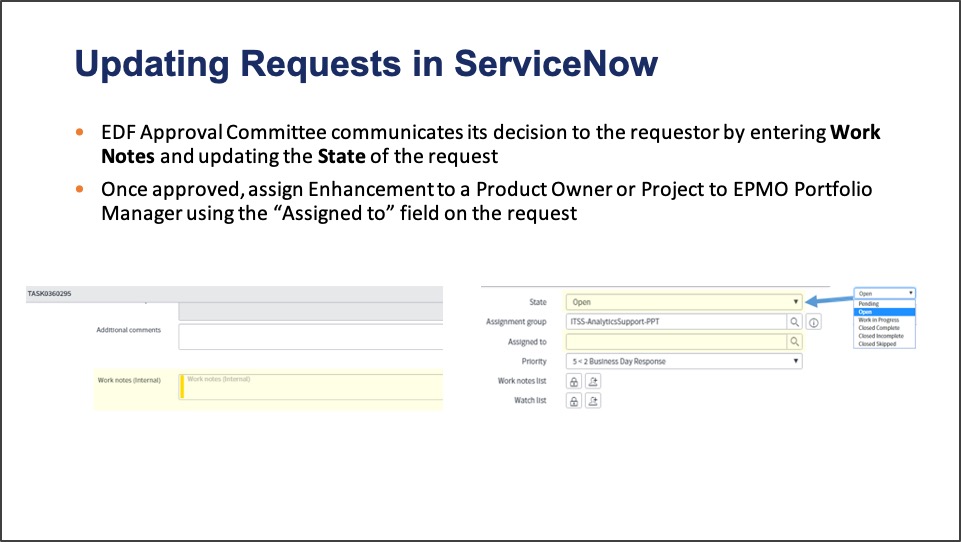 Updating Requests in ServiceNow
• EDF Approval Committee communicates its decision to the requestor by entering Work
Notes and updating the State of the request
• Once approved, assign Enhancement to a Product Owner or Project to EPMO Portfolio
Manager using the “Assigned to” field on the request
TASK0360295
Additional comments
Work notes (Internal)
Work notes (Internal)
State
Open
Assignment group
ITSS-AnalyticsSupport-PPT
Assigned to
Priority
5 < 2 Business Day Response
Work notes list
Watch list
Open
Pending
Open
Work in Progress
Closed Complete
Closed Incomplete
Closed Skipped